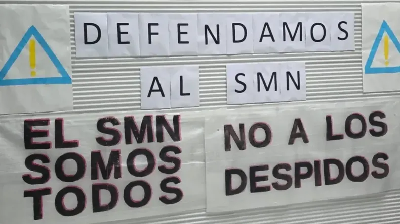 DEFENDAMOS
AL SMN
EL SMN
SOMOS
TODOS
NO A LOS
DESPIDOS